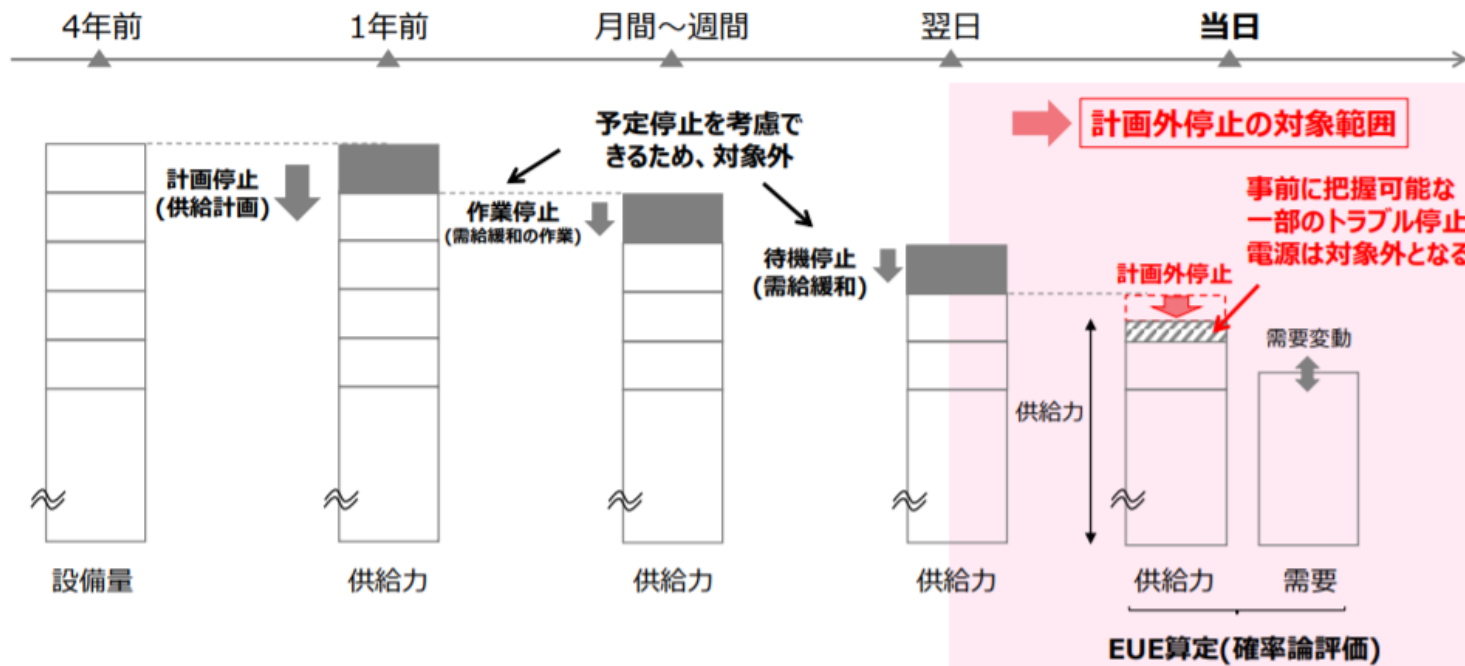 4年前
1年前
月間～週間
翌日
当日
計画外停止の対象範囲
予定停止を考慮で
きるため、対象外
計画停止
(供給計画)
作業停止
(需給緩和の作業)
待機停止
(需給緩和)
事前に把握可能な
一部のトラブル停止
電源は対象外となる
計画外停止
需要変動
供給力
設備量
供給力
供給力
供給力
供給力
需要
EUE算定(確率論評価)